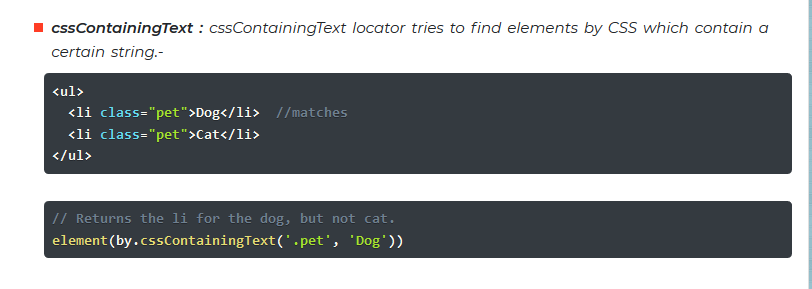 cssContainingText : cssContainingText locator tries to find elements by CSS which contain a
certain string.-
<ul>
  <li class="pet">Dog</li>  //matches
  <li class="pet">Cat</li>
</ul>
// Returns the li for the dog, but not cat.
element(by.cssContainingText('.pet', 'Dog'))